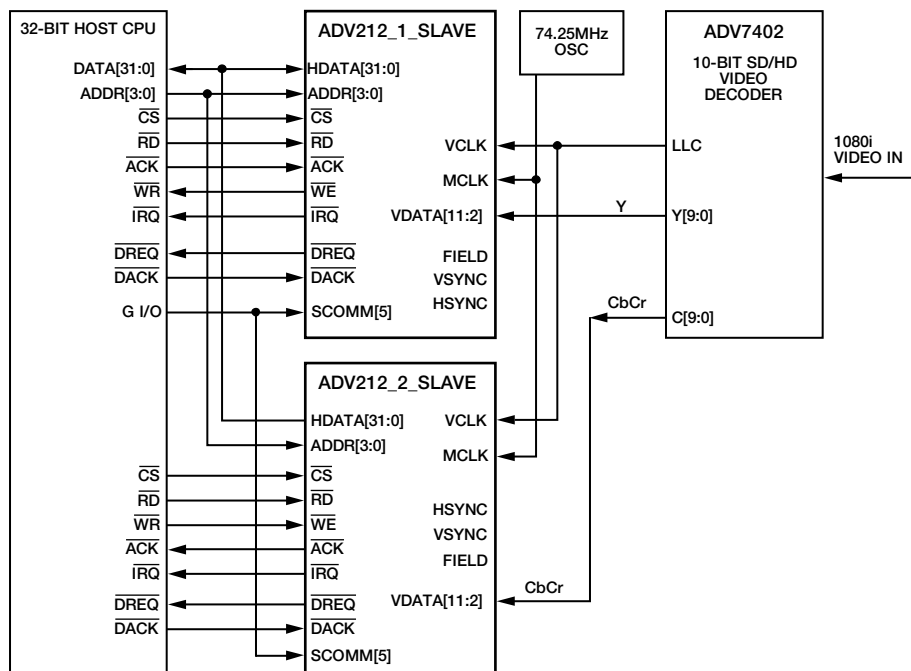 32-BIT HOST CPU
DATA[31:0]
ADDR[3:0]
CS
RD
ACK
WR
IRQ
DREQ
DACK
G I/O
CS
RD
WR
ACK
IRQ
DREQ
DACK
ADV212_1_SLAVE
HDATA[31:0]
ADDR[3:0]
CS
RD
ACK
WE
IRQ
DREQ
DACK
SCOMM[5]
VCLK
MCLK
VDATA[11:2]
FIELD
VSYNC
HSYNC
ADV212_2_SLAVE
HDATA[31:0]
ADDR[3:0]
CS
RD
WE
ACK
IRQ
DREQ
DACK
SCOMM[5]
VCLK
MCLK
HSYNC
VSYNC
FIELD
VDATA[11:2]
74.25MHz
OSC
Y
CbCr
CbCr
ADV7402
10-BIT SD/HD
VIDEO
DECODER
LLC
Y[9:0]
C[9:0]
1080i
VIDEO IN